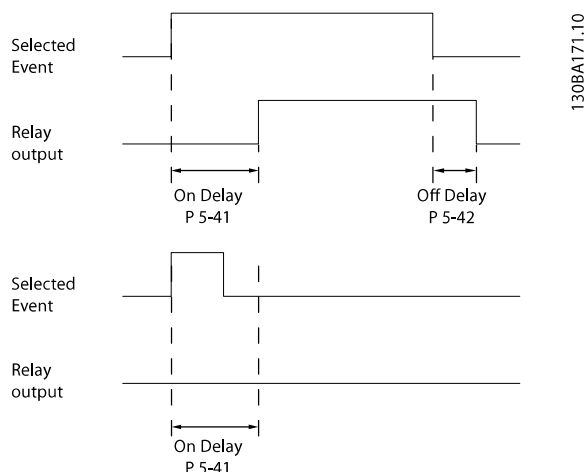 Selected
Event
130BA171.10
Relay
output
On Delay
P 5-41
Off Delay
P 5-42
Selected
Event
Relay
output
On Delay
P 5-41